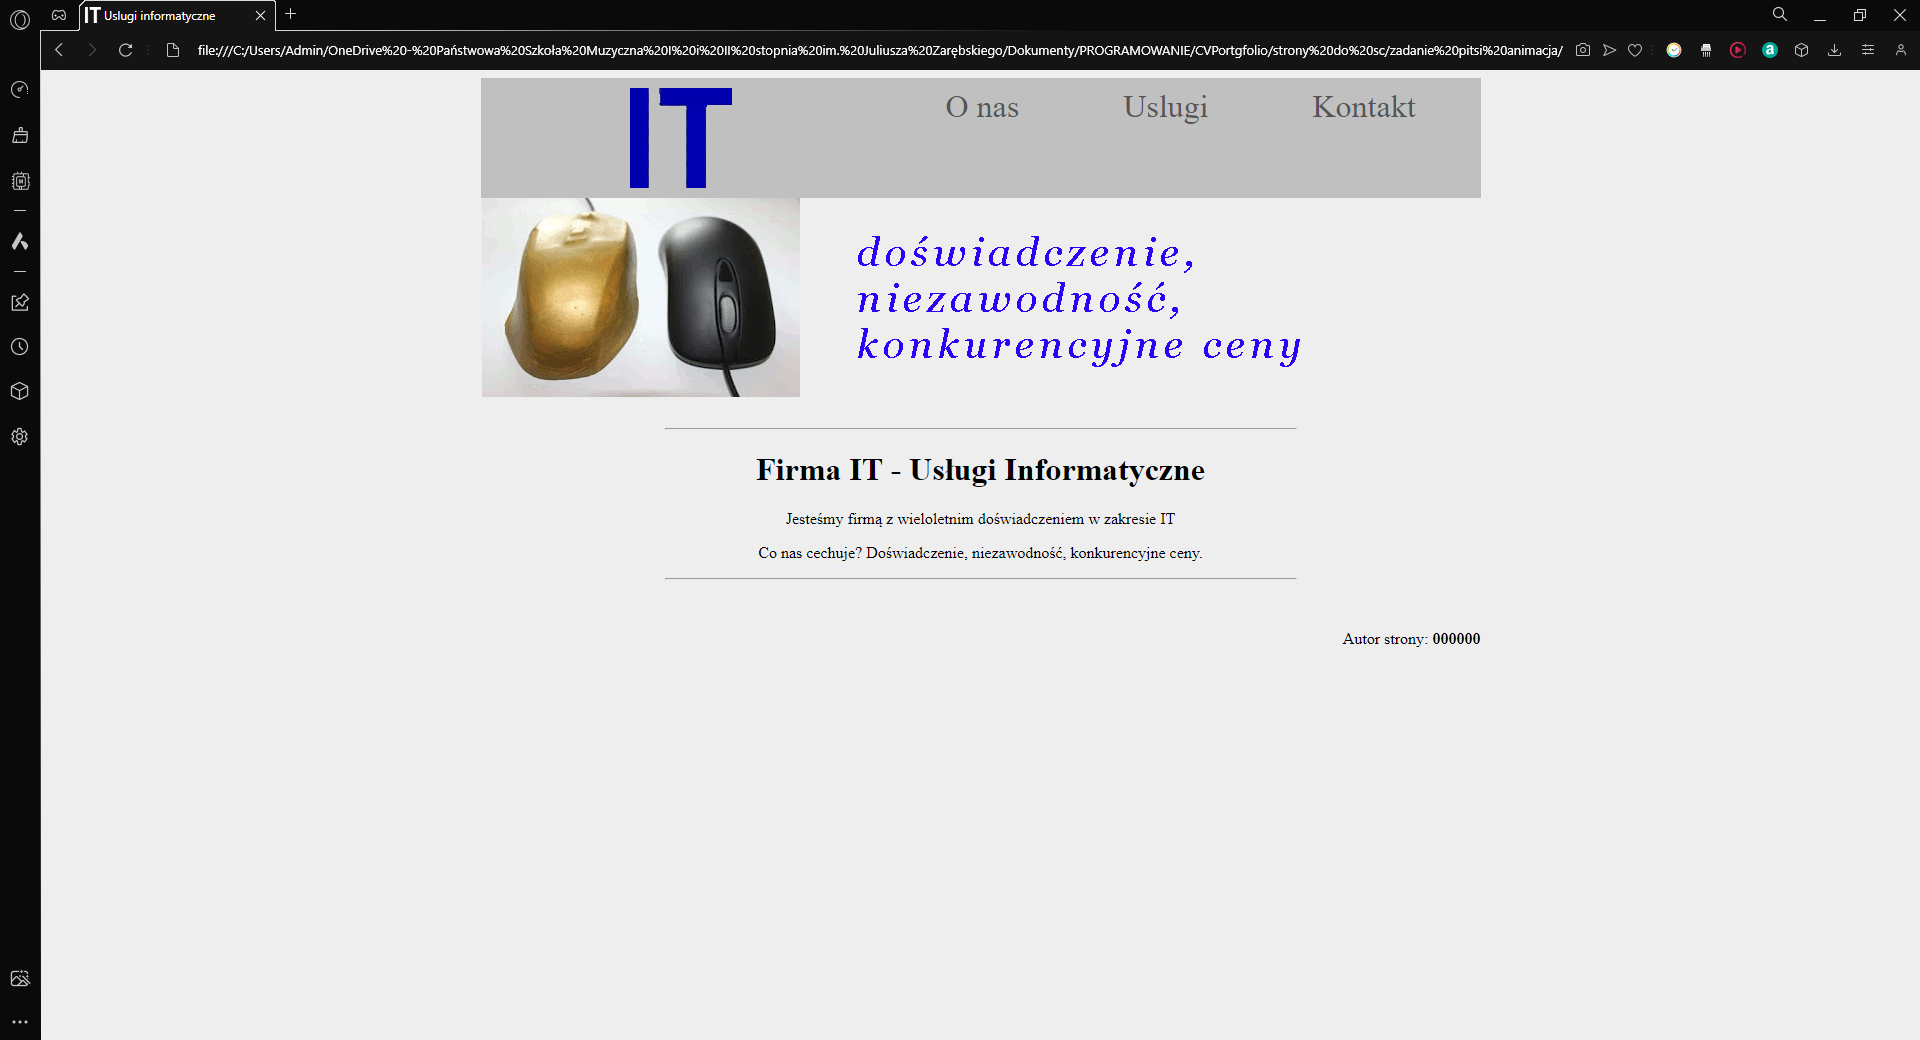 IT Usługi informatyczne
file:///C:/Users/Admin/OneDrive%20-%20Państwowa%20Szkoła%20Muzyczna%20I%20i%20II%20stopnia%20im.%20Juliusza%20Zarębskiego/Dokumenty/PROGRAMOWANIE/CVPortgfolio/strony%20do%20sc/zadanie%20pitsi%20animacja/
IT
O nas Uslugi Kontakt
doświadczenie,
niezawodność,
konkurencyjne ceny
Firma IT - Usługi Informatyczne
Jesteśmy firmą z wieloletnim doświadczeniem w zakresie IT
Co nas cechuje? Doświadczenie, niezawodność, konkurencyjne ceny.
Autor strony: 000000